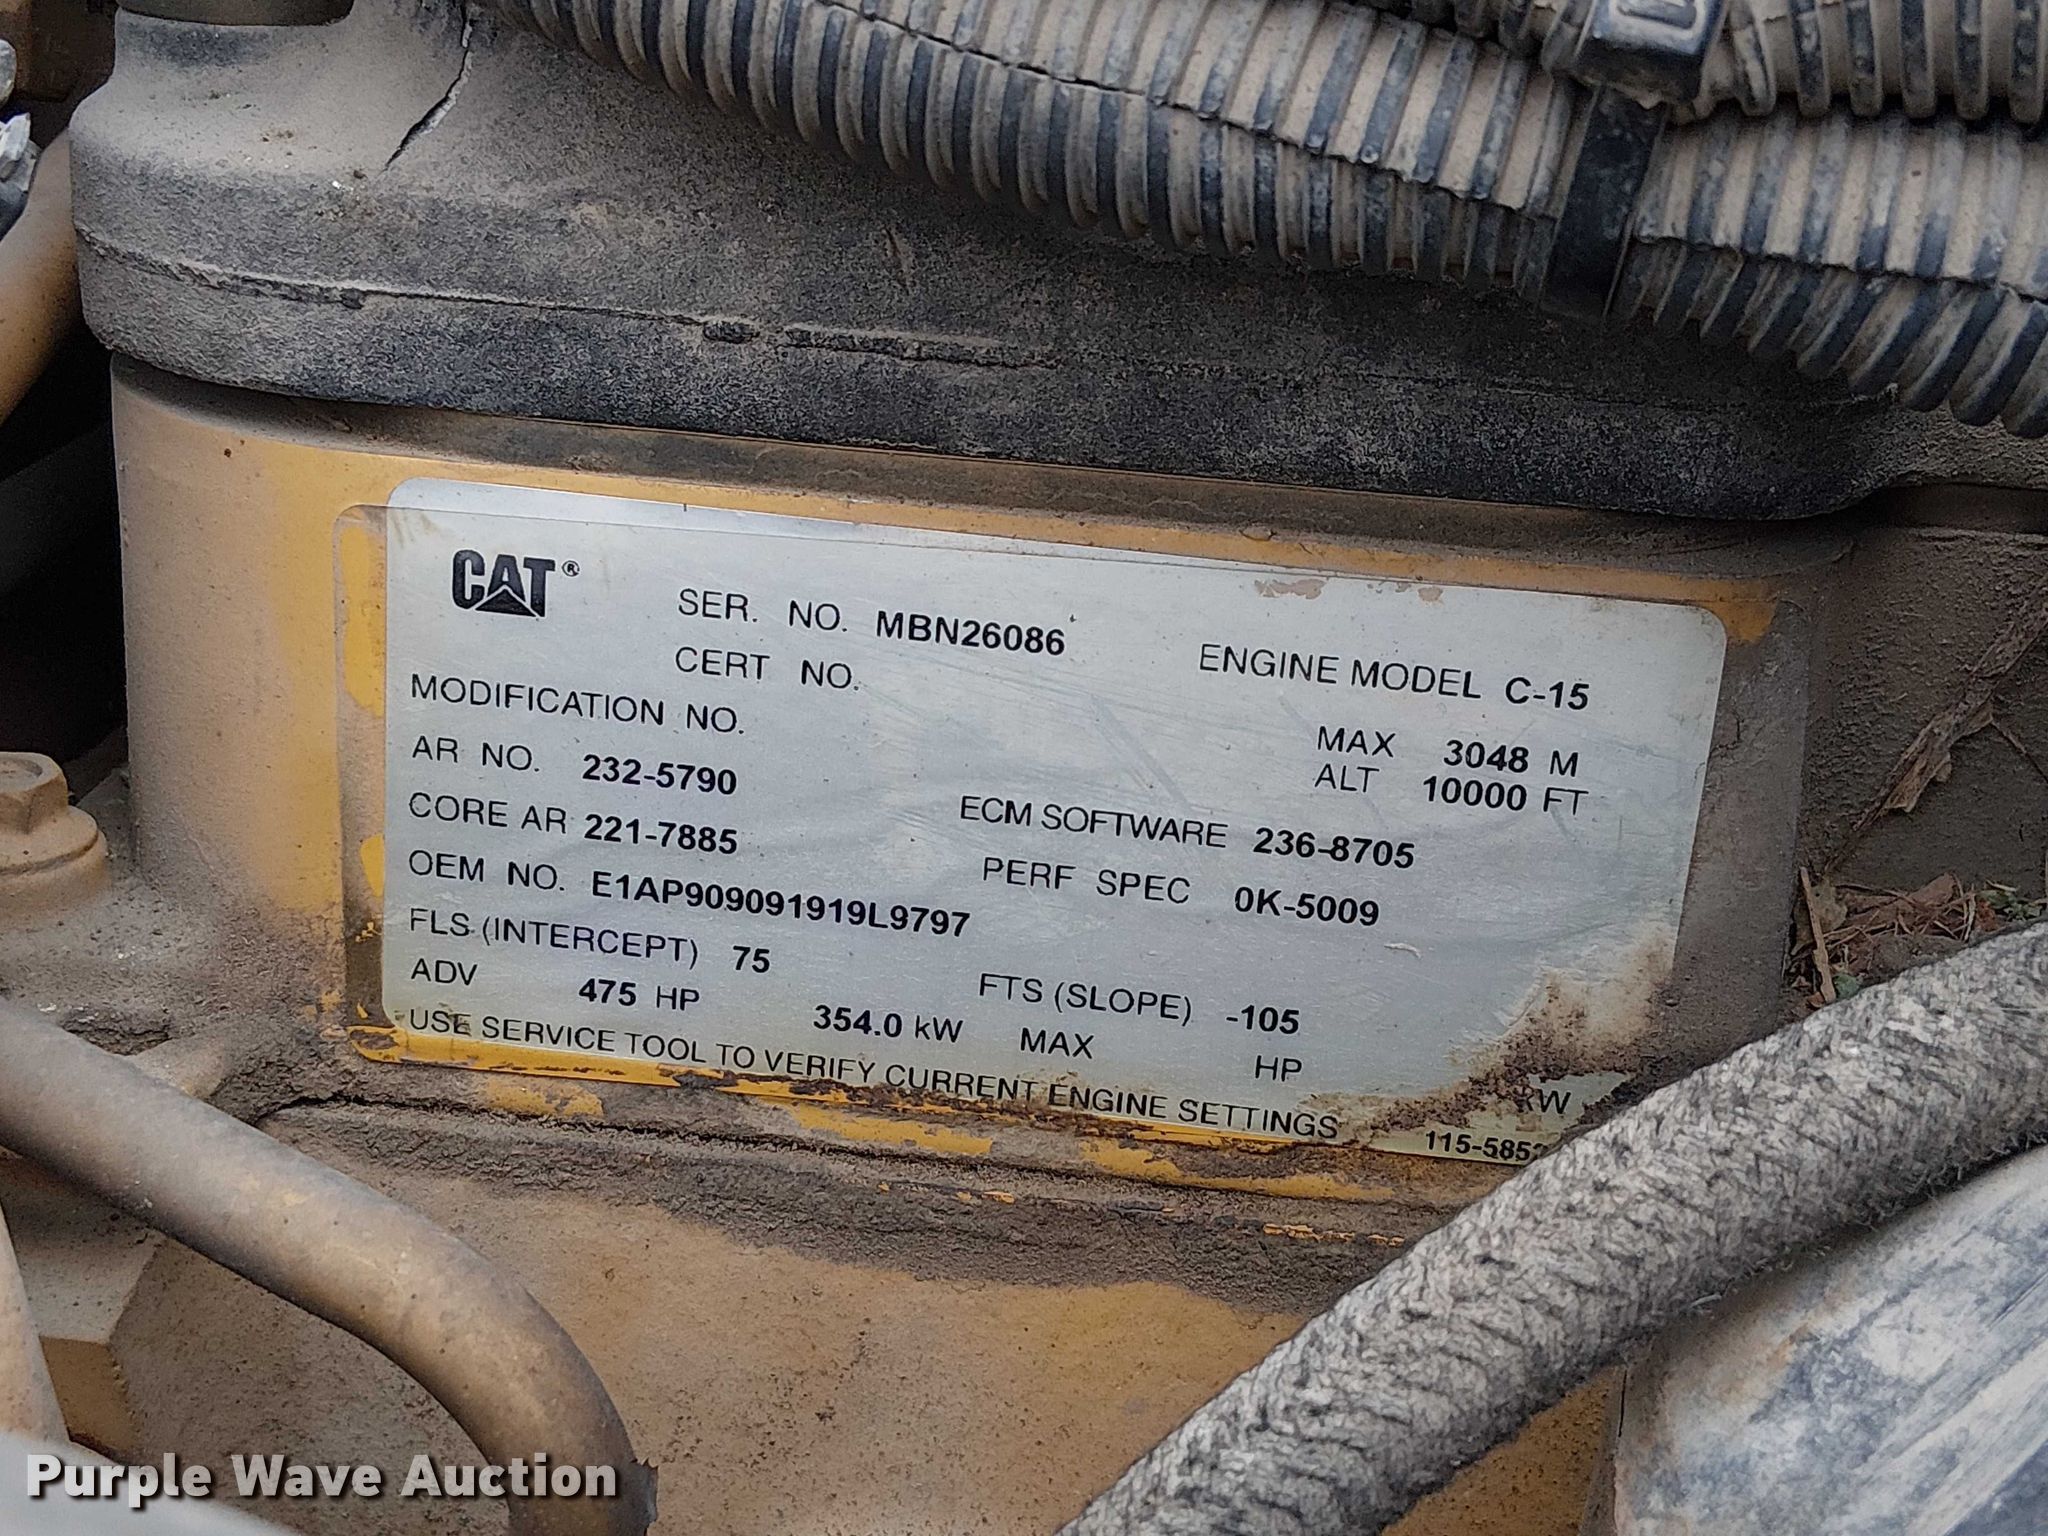 CAT®
SER. NO. MBN26086 ENGINE MODEL C-15
CERT NO.
MODIFICATION NO. MAX 3048 M
AR NO. 232-5790 ALT 10000 FT
CORE AR 221-7885 ECM SOFTWARE 236-8705
OEM NO. E1AP909091919L9797 PERF SPEC 0K-5009
FLS (INTERCEPT) 75 FTS (SLOPE) -105
ADV 475 HP 354.0 kW MAX HP kW
USE SERVICE TOOL TO VERIFY CURRENT ENGINE SETTINGS
Purple Wave Auction